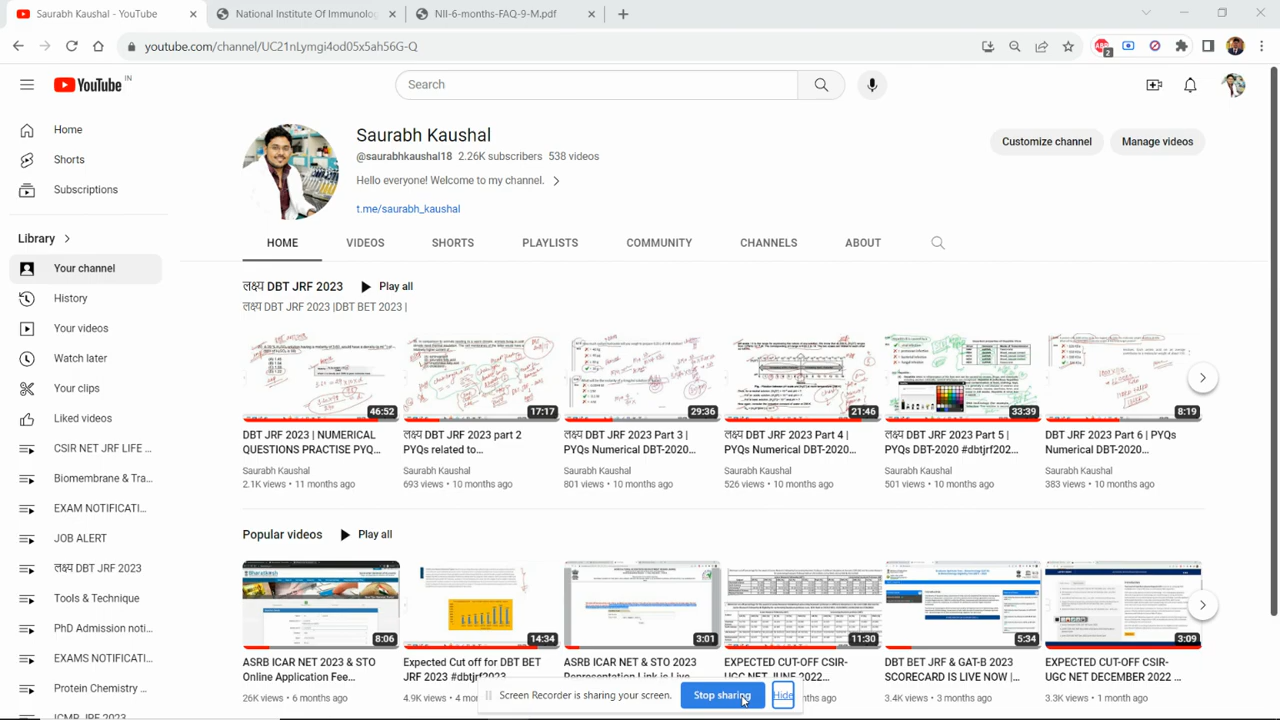 Saurabh Kaushal - YouTube
National Institute Of Immunolog
NII-6-months-FAQ-9-M.pdf
youtube.com/channel/UC21nLymgi4od05x5ah56G-Q
2
YouTube IN
Search
Home
Shorts
Subscriptions
Library
Your channel
History
Your videos
Watch later
Your clips
Liked videos
CSIR NET JRF LIFE ...
Biomembrane & Tra...
EXAM NOTIFICATI...
JOB ALERT
लक्ष्य DBT JRF 2023
Tools & Technique
PhD Admission noti...
EXAMS NOTIFICATI...
Protein Chemistry ...
ICMR JRF 2023
Saurabh Kaushal
@saurabhkaushal18 2.26K subscribers 538 videos
Hello everyone! Welcome to my channel.
t.me/saurabh_kaushal
Customize channel
Manage videos
HOME VIDEOS SHORTS PLAYLISTS COMMUNITY CHANNELS ABOUT
लक्ष्य DBT JRF 2023 Play all
लक्ष्य DBT JRF 2023 |DBT BET 2023 |
46:52
17:17
29:36
21:46
33:39
8:19
DBT JRF 2023 | NUMERICAL
QUESTIONS PRACTISE PYQ...
Saurabh Kaushal
2.1K views • 11 months ago
लक्ष्य DBT JRF 2023 part 2
PYQs related to...
Saurabh Kaushal
693 views • 10 months ago
लक्ष्य DBT JRF 2023 Part 3 |
PYQs Numerical DBT-2020...
Saurabh Kaushal
801 views • 10 months ago
लक्ष्य DBT JRF 2023 Part 4 |
PYQs Numerical DBT-2020...
Saurabh Kaushal
526 views • 10 months ago
लक्ष्य DBT JRF 2023 Part 5 |
PYQs DBT-2020 #dbtjrf202...
Saurabh Kaushal
501 views • 10 months ago
DBT JRF 2023 Part 6 | PYQs
Numerical DBT-2020...
Saurabh Kaushal
383 views • 10 months ago
Popular videos Play all
14:34
3:01
11:30
5:34
3:09
ASRB ICAR NET 2023 & STO
Online Application Fee...
26K views • 6 months ago
Expected Cut off for DBT BET
JRF 2023 #dbtjrf2023...
4.9K views • 4
ASRB ICAR NET & STO 2023
Representation Link is Live
EXPECTED CUT-OFF CSIR-
UGC NET JUNE 2022
DBT BET JRF & GAT-B 2023
SCORECARD IS LIVE NOW |
3.4K views • 3 months ago
EXPECTED CUT-OFF CSIR-
UGC NET DECEMBER 2022 ...
3.3K views • 1 month ago
Screen Recorder is sharing your screen.
Stop sharing
Hide